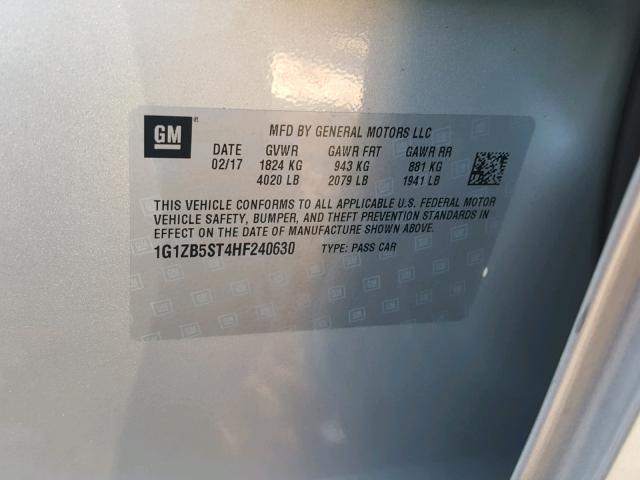 GM
MFD BY GENERAL MOTORS LLC
DATE GVWR GAWR FRT GAWR RR
02/17 1824 KG 943 KG 881 KG
4020 LB 2079 LB 1941 LB
THIS VEHICLE CONFORMS TO ALL APPLICABLE U.S. FEDERAL MOTOR
VEHICLE SAFETY, BUMPER, AND THEFT PREVENTION STANDARDS IN
EFFECT ON THE DATE OF MANUFACTURE SHOWN ABOVE.
1G1ZB5ST4HF240630 TYPE: PASS CAR